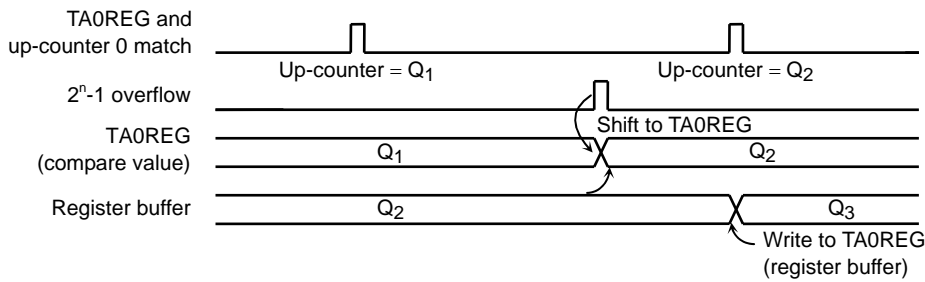 TA0REG and
up-counter 0 match
Up-counter = Q1
Up-counter = Q2
2ⁿ-1 overflow
Shift to TA0REG
TA0REG
(compare value)
Q1
Q2
Register buffer
Q2
Q3
Write to TA0REG
(register buffer)